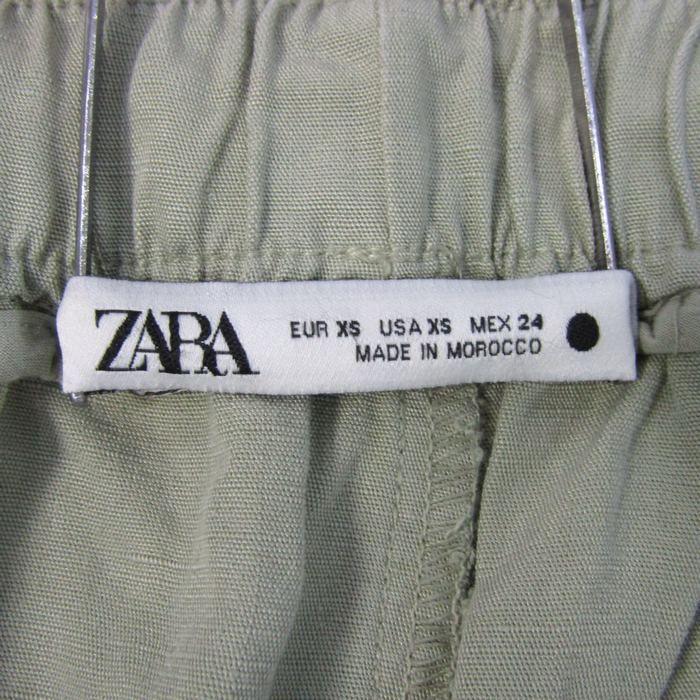 ZARA
EUR XS USA XS MEX 24
MADE IN MOROCCO